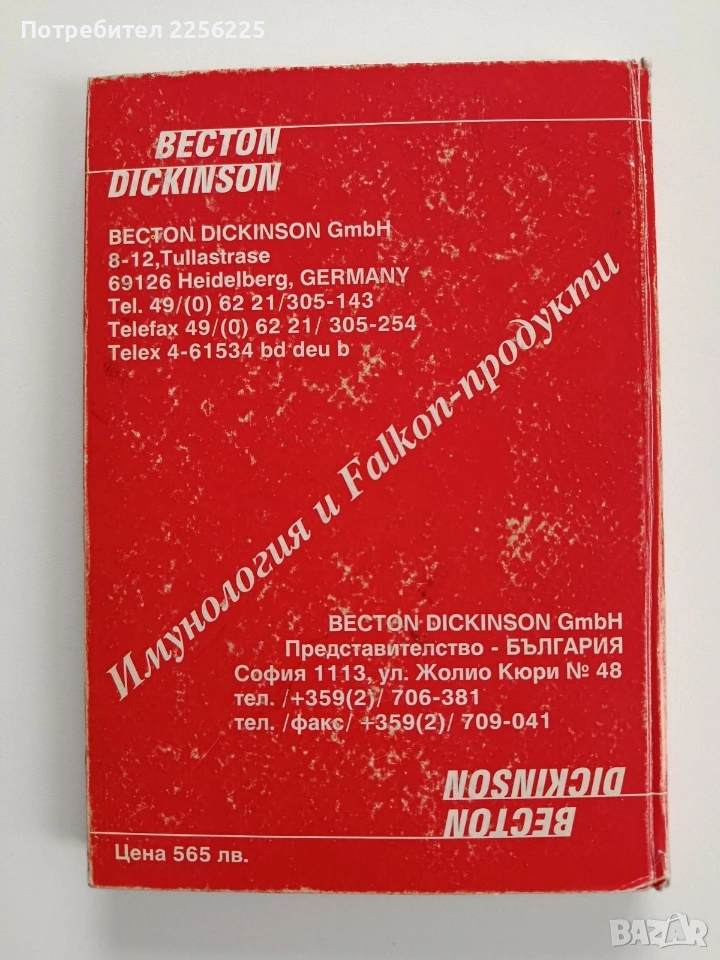 Потребител 2256225
BECTON
DICKINSON
BECTON DICKINSON GmbH
8-12,Tullastrase
69126 Heidelberg, GERMANY
Tel. 49/(0) 62 21/305-143
Telefax 49/(0) 62 21/ 305-254
Telex 4-61534 bd deu b
Имунология и Falkon-продукти
BECTON DICKINSON GmbH
Представителство - БЪЛГАРИЯ
София 1113, ул. Жолио Кюри № 48
тел. /+359(2)/ 706-381
тел. /факс/ +359(2)/ 709-041
BECTON
DICKINSON
Цена 565 лв.
BAZAR